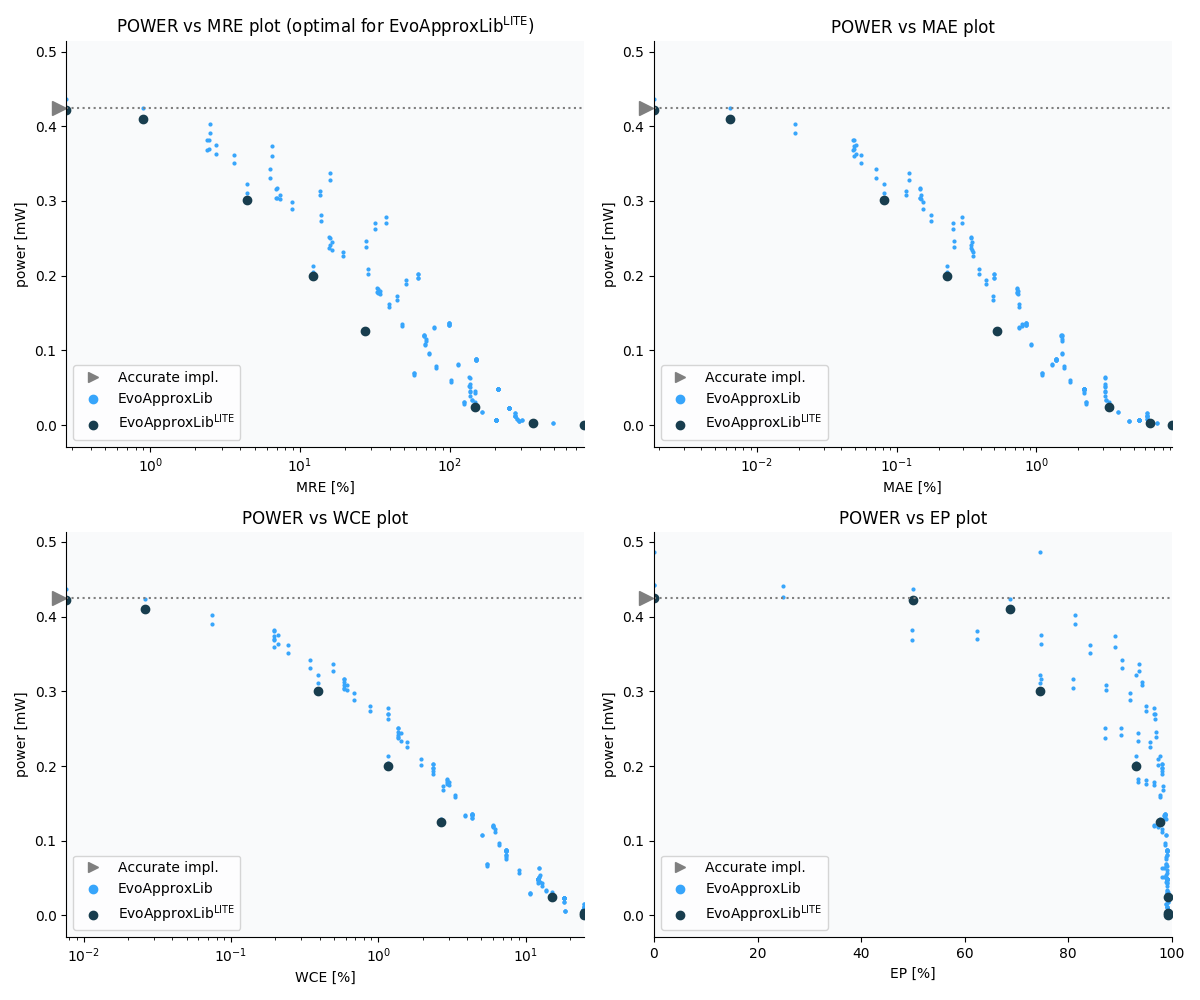 POWER vs MRE plot (optimal for EvoApproxLib^LITE)
power [mW]
0.5
0.4
0.3
0.2
0.1
0.0
Accurate impl.
EvoApproxLib
EvoApproxLib^LITE
10^0 10^1 10^2
MRE [%]
POWER vs MAE plot
power [mW]
0.5
0.4
0.3
0.2
0.1
0.0
Accurate impl.
EvoApproxLib
EvoApproxLib^LITE
10^−2 10^−1 10^0
MAE [%]
POWER vs WCE plot
power [mW]
0.5
0.4
0.3
0.2
0.1
0.0
Accurate impl.
EvoApproxLib
EvoApproxLib^LITE
10^−2 10^−1 10^0 10^1
WCE [%]
POWER vs EP plot
power [mW]
0.5
0.4
0.3
0.2
0.1
0.0
Accurate impl.
EvoApproxLib
EvoApproxLib^LITE
0 20 40 60 80 100
EP [%]